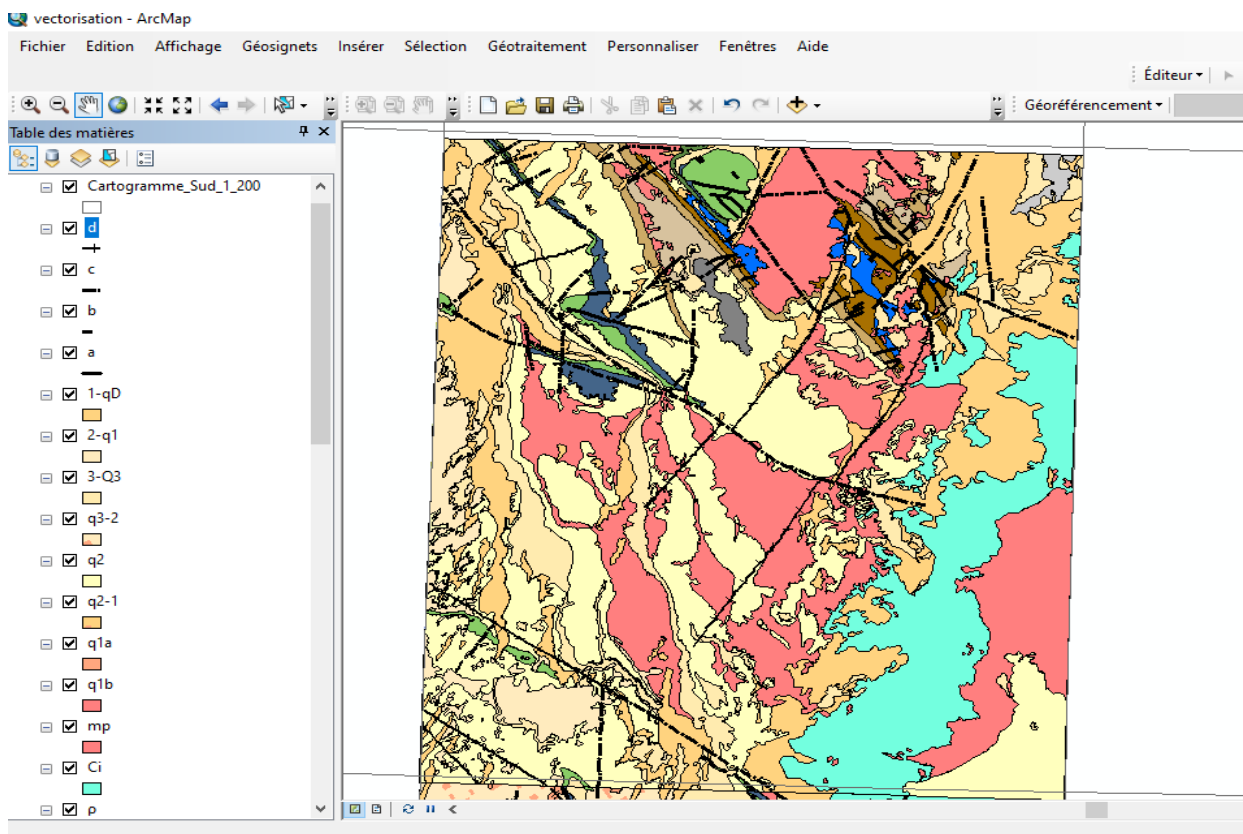 vectorisation - ArcMap
Fichier Edition Affichage Géosignets Insérer Sélection Géotraitement Personnaliser Fenêtres Aide
Éditeur
Géoréférencement
Table des matières
Cartogramme_Sud_1_200
d
c
b
a
1-qD
2-q1
3-Q3
q3-2
q2
q2-1
q1a
q1b
mp
Ci
ρ